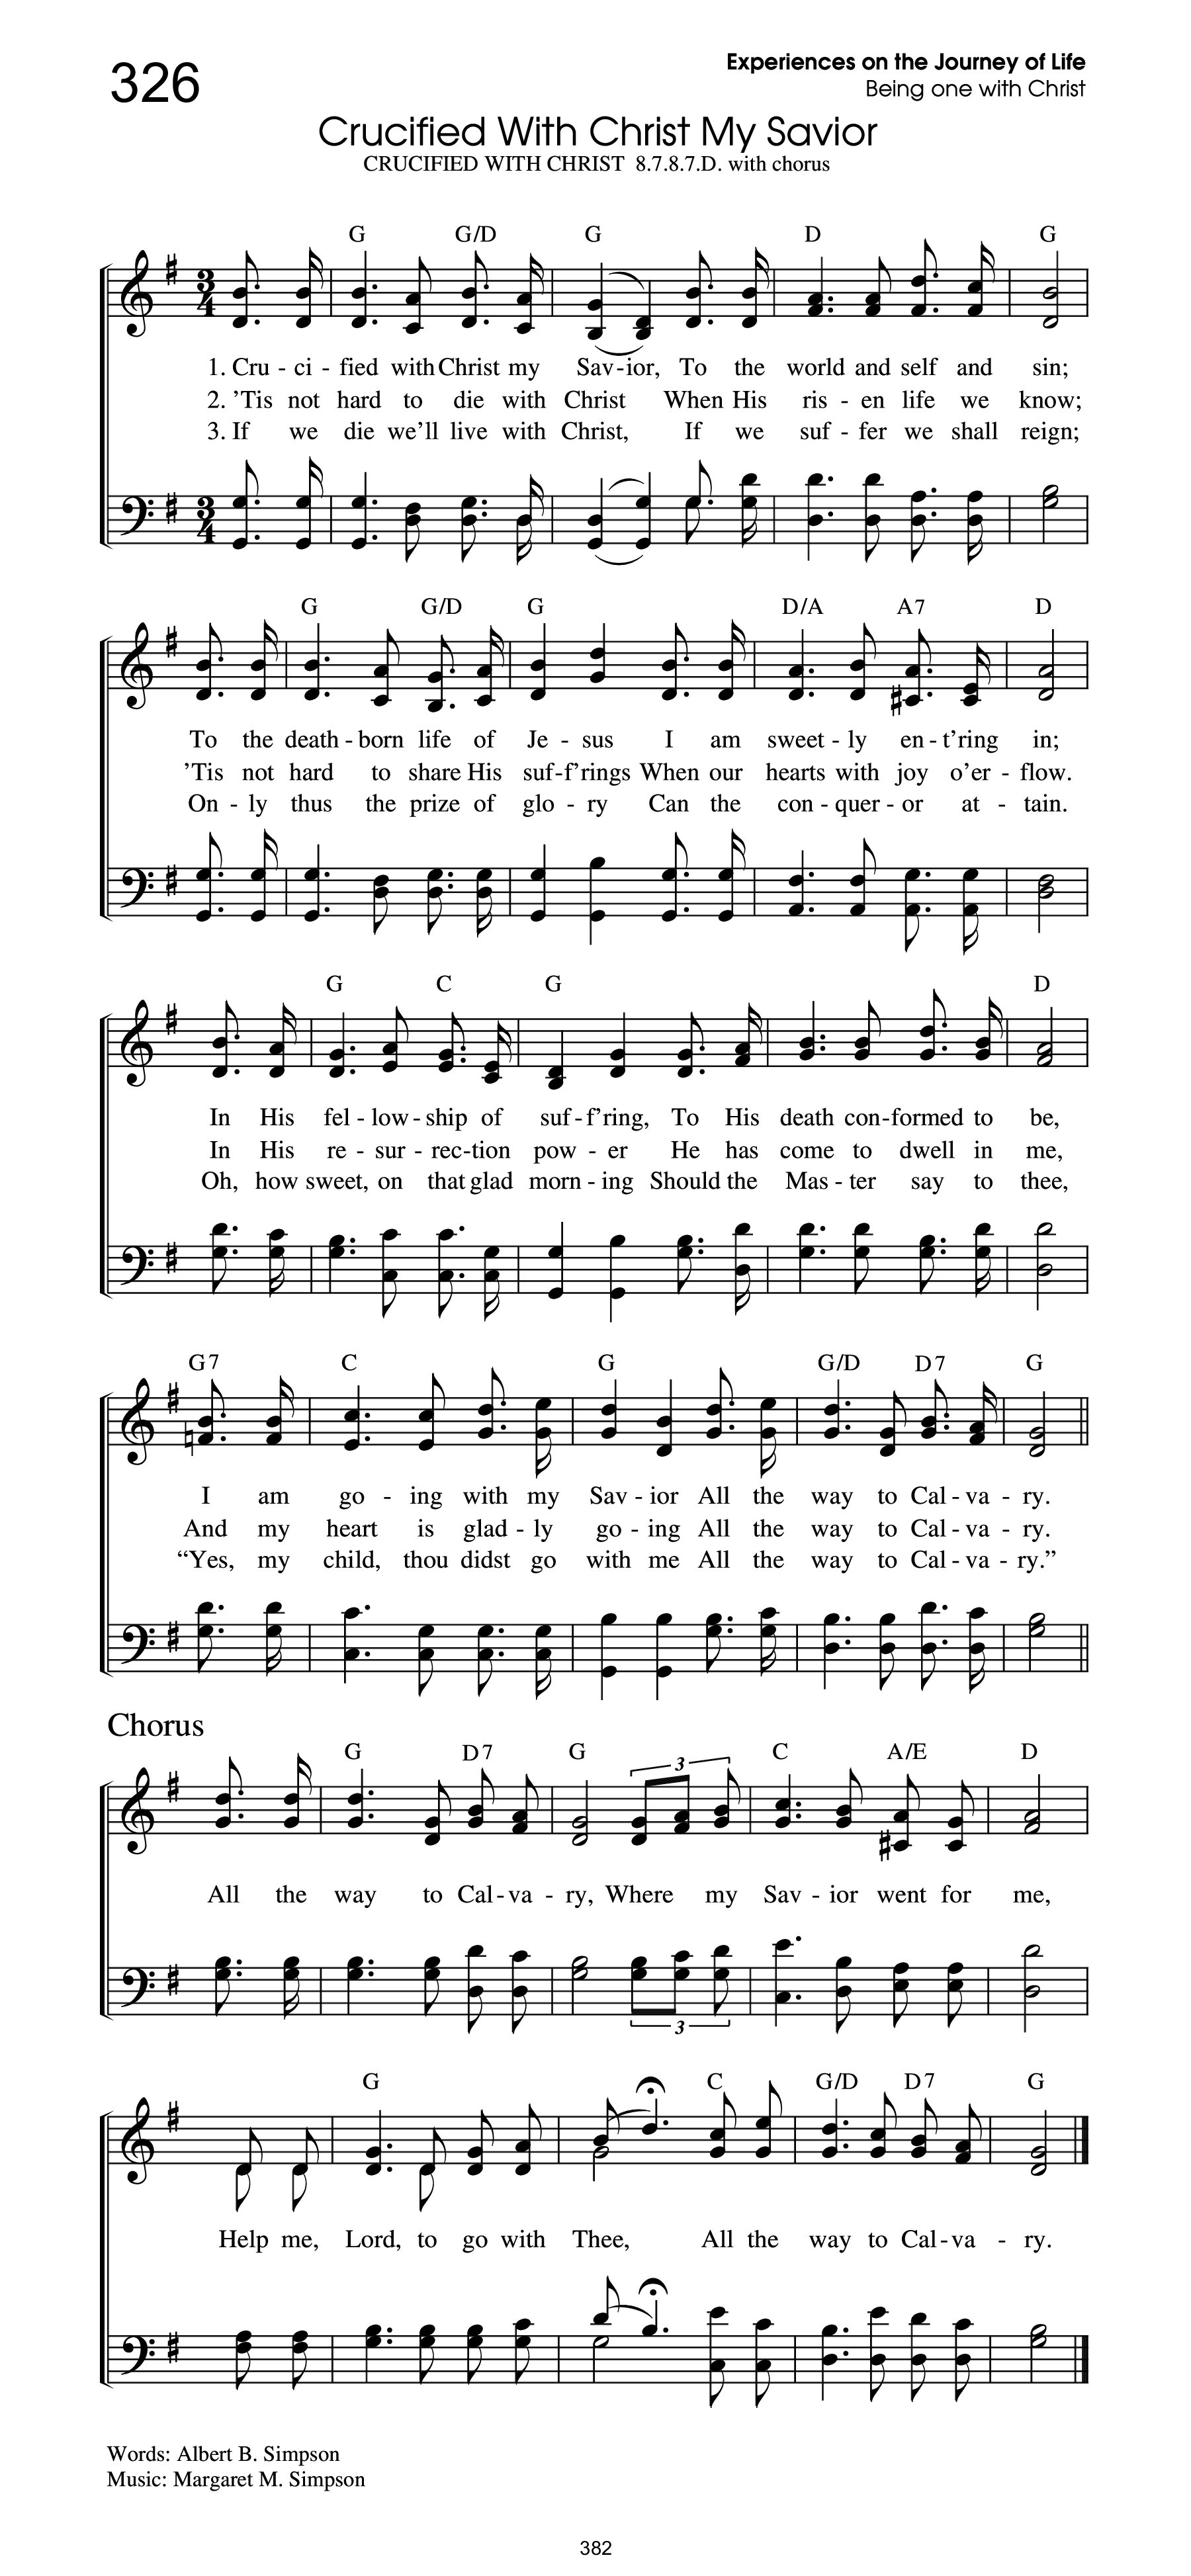 326
Experiences on the Journey of Life
Being one with Christ
Crucified With Christ My Savior
CRUCIFIED WITH CHRIST 8.7.8.7.D. with chorus
G G/D G D G
1. Cru - ci - fied with Christ my Sav - ior, To the world and self and sin;
2. ’Tis not hard to die with Christ When His ris - en life we know;
3. If we die we’ll live with Christ, If we suf - fer we shall reign;
G G/D G D/A A7 D
To the death - born life of Je - sus I am sweet - ly en - t’ring in;
’Tis not hard to share His suf - f’rings When our hearts with joy o’er - flow.
On - ly thus the prize of glo - ry Can the con - quer - or at - tain.
G C G D
In His fel - low - ship of suf - f’ring, To His death con - formed to be,
In His re - sur - rec - tion pow - er He has come to dwell in me,
Oh, how sweet, on that glad morn - ing Should the Mas - ter say to thee,
G7 C G G/D D7 G
I am go - ing with my Sav - ior All the way to Cal - va - ry.
And my heart is glad - ly go - ing All the way to Cal - va - ry.
“Yes, my child, thou didst go with me All the way to Cal - va - ry.”
Chorus
G D7 G 3 C A/E D
All the way to Cal - va - ry, Where my Sav - ior went for me,
3
G C G/D D7 G
Help me, Lord, to go with Thee, All the way to Cal - va - ry.
Words: Albert B. Simpson
Music: Margaret M. Simpson
382